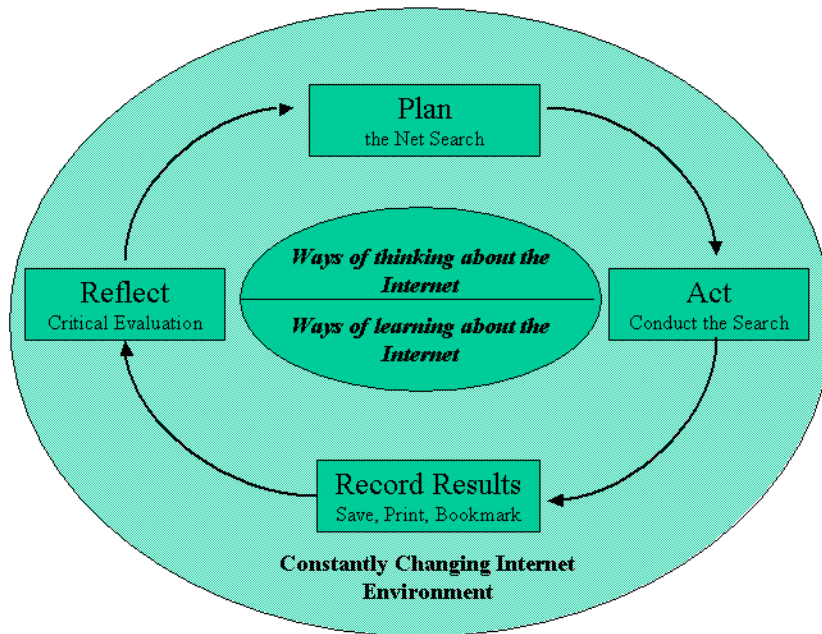 Plan
the Net Search
Ways of thinking about the
Internet
Ways of learning about the
Internet
Reflect
Critical Evaluation
Act
Conduct the Search
Record Results
Save, Print, Bookmark
Constantly Changing Internet
Environment